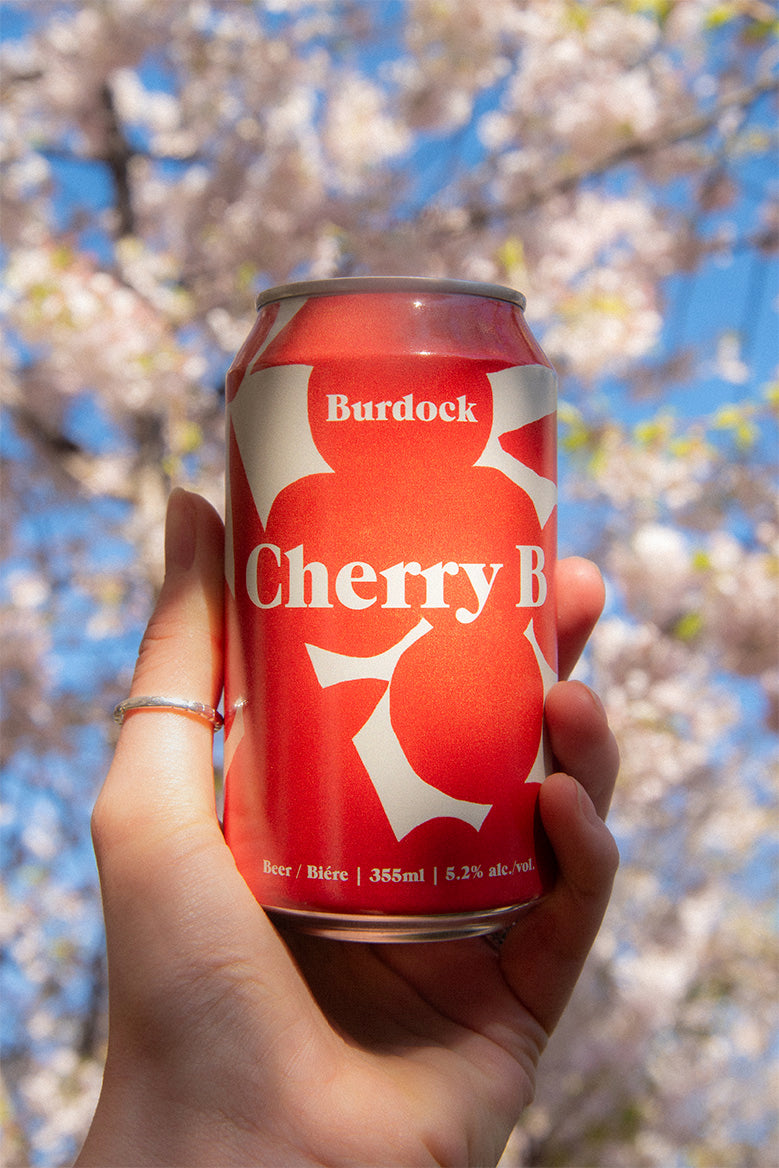 Burdock
Cherry B
Beer / Biére | 355ml | 5.2% alc./vol.